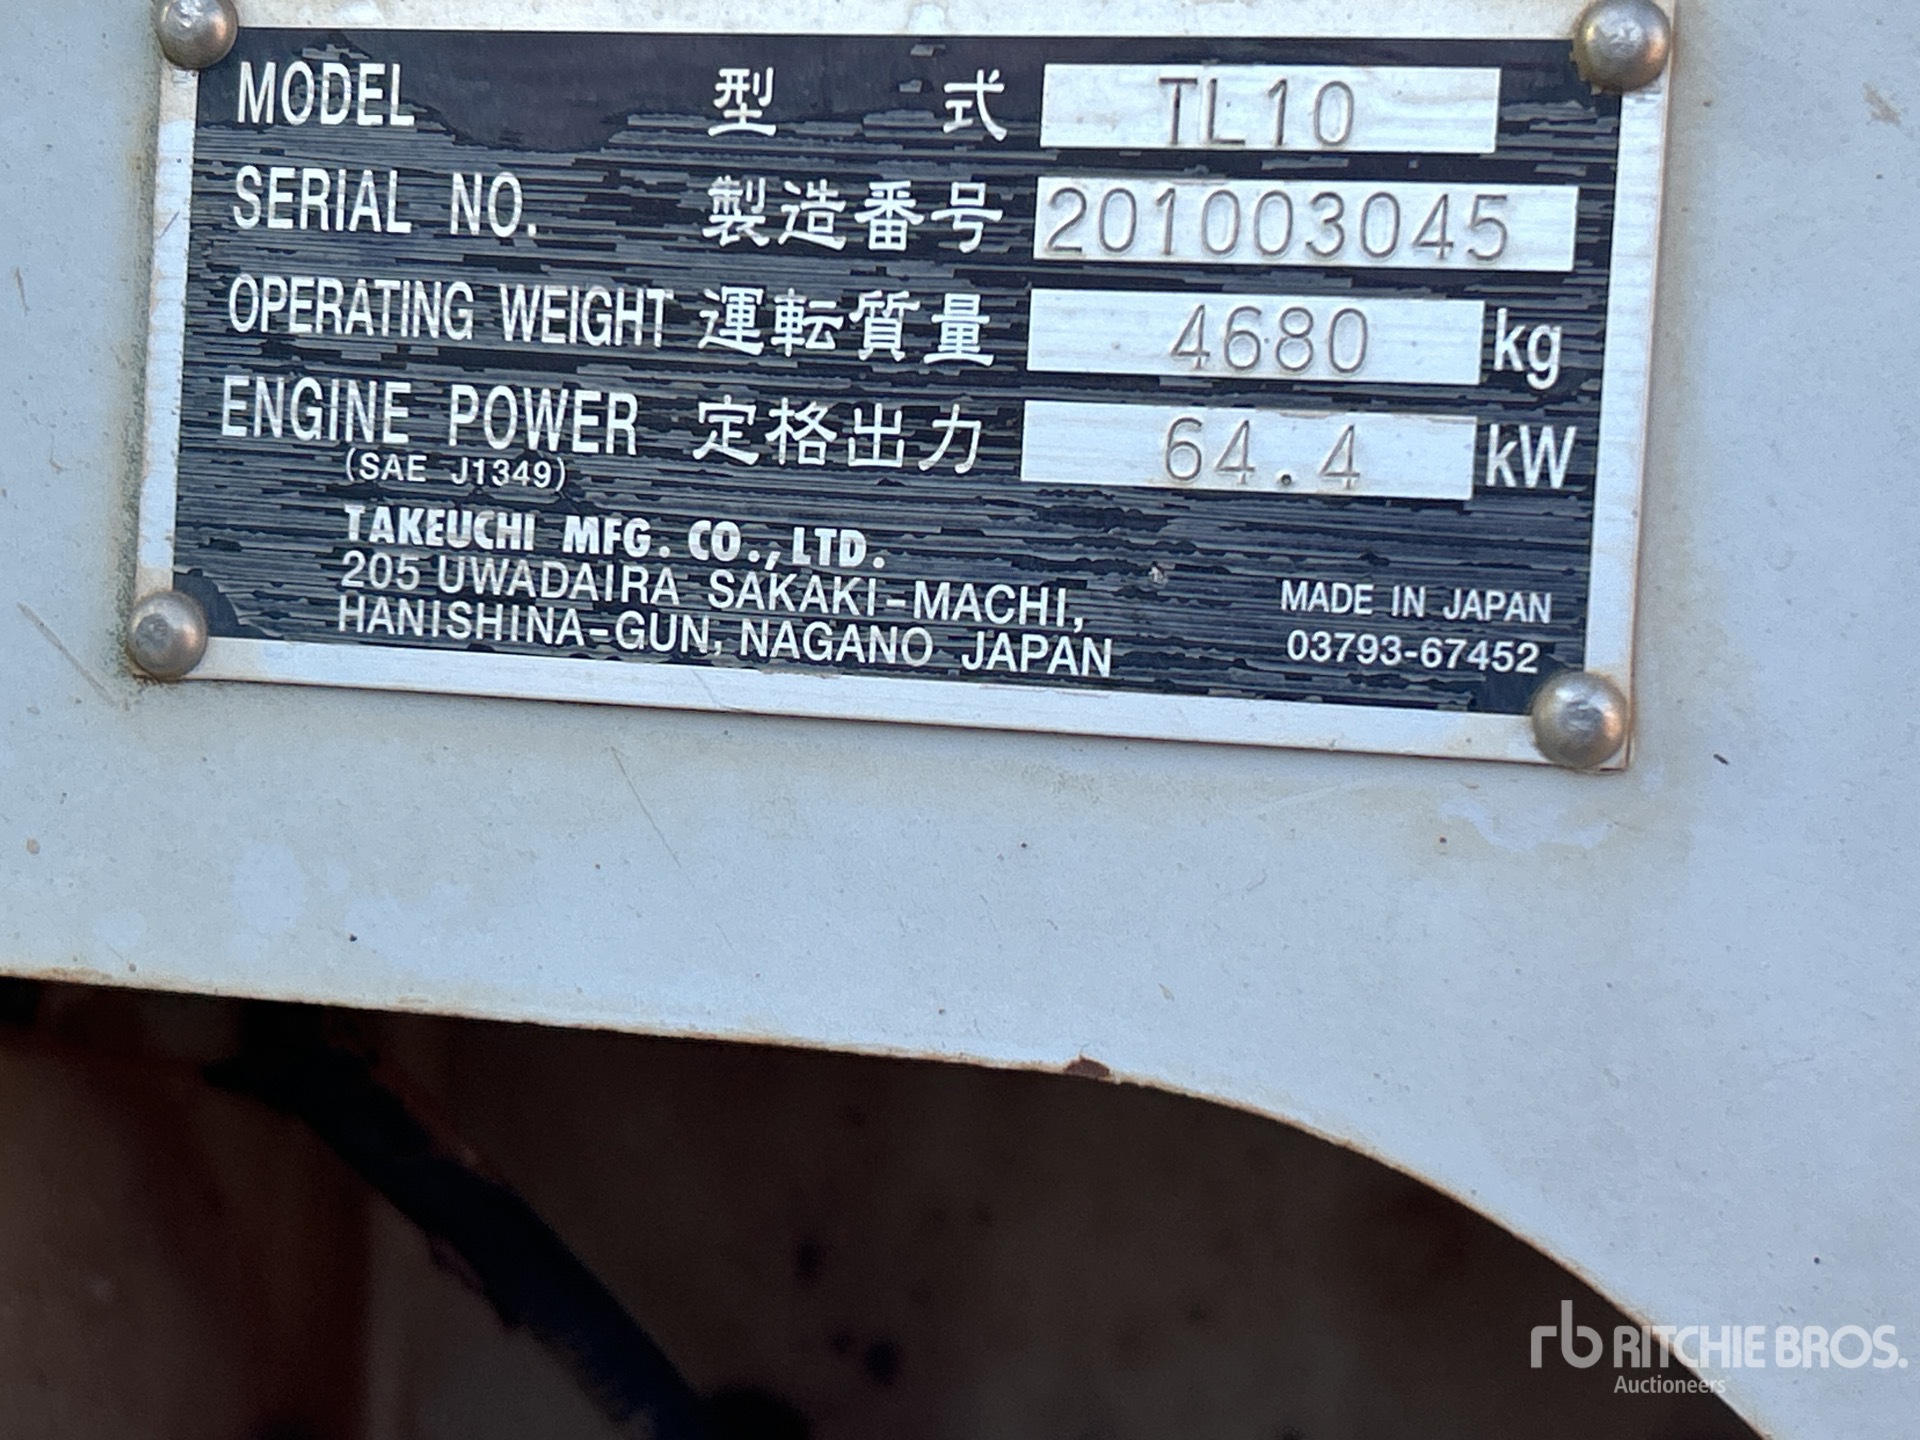 MODEL 型式 TL10
SERIAL NO. 製造番号 201003045
OPERATING WEIGHT 運転質量 4680 kg
ENGINE POWER 定格出力 64.4 kW
(SAE J1349)
TAKEUCHI MFG. CO., LTD.
205 UWADAIRA SAKAKI-MACHI,
HANISHINA-GUN, NAGANO JAPAN
MADE IN JAPAN
03793-67452
rb RITCHIE BROS.
Auctioneers